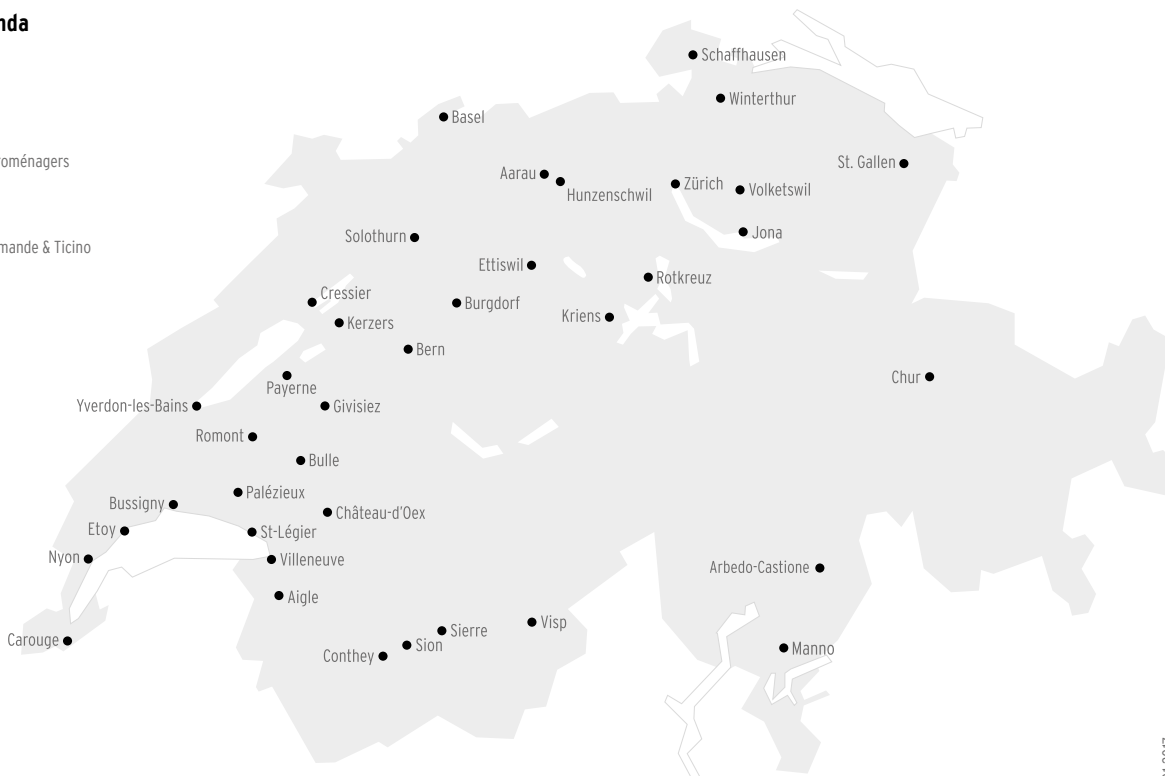 nda
Schaffhausen
Winterthur
Basel
oménagers
St. Gallen
Aarau
Hunzenschwil
Zürich
Volketswil
Jona
Solothurn
mande & Ticino
Ettiswil
Rotkreuz
Cressier
Burgdorf
Kriens
Kerzers
Bern
Payerne
Chur
Yverdon-les-Bains
Givisiez
Romont
Bulle
Palézieux
Bussigny
Château-d'Oex
Etoy
St-Légier
Nyon
Villeneuve
Arbedo-Castione
Aigle
Visp
Sierre
Carouge
Sion
Conthey
Manno